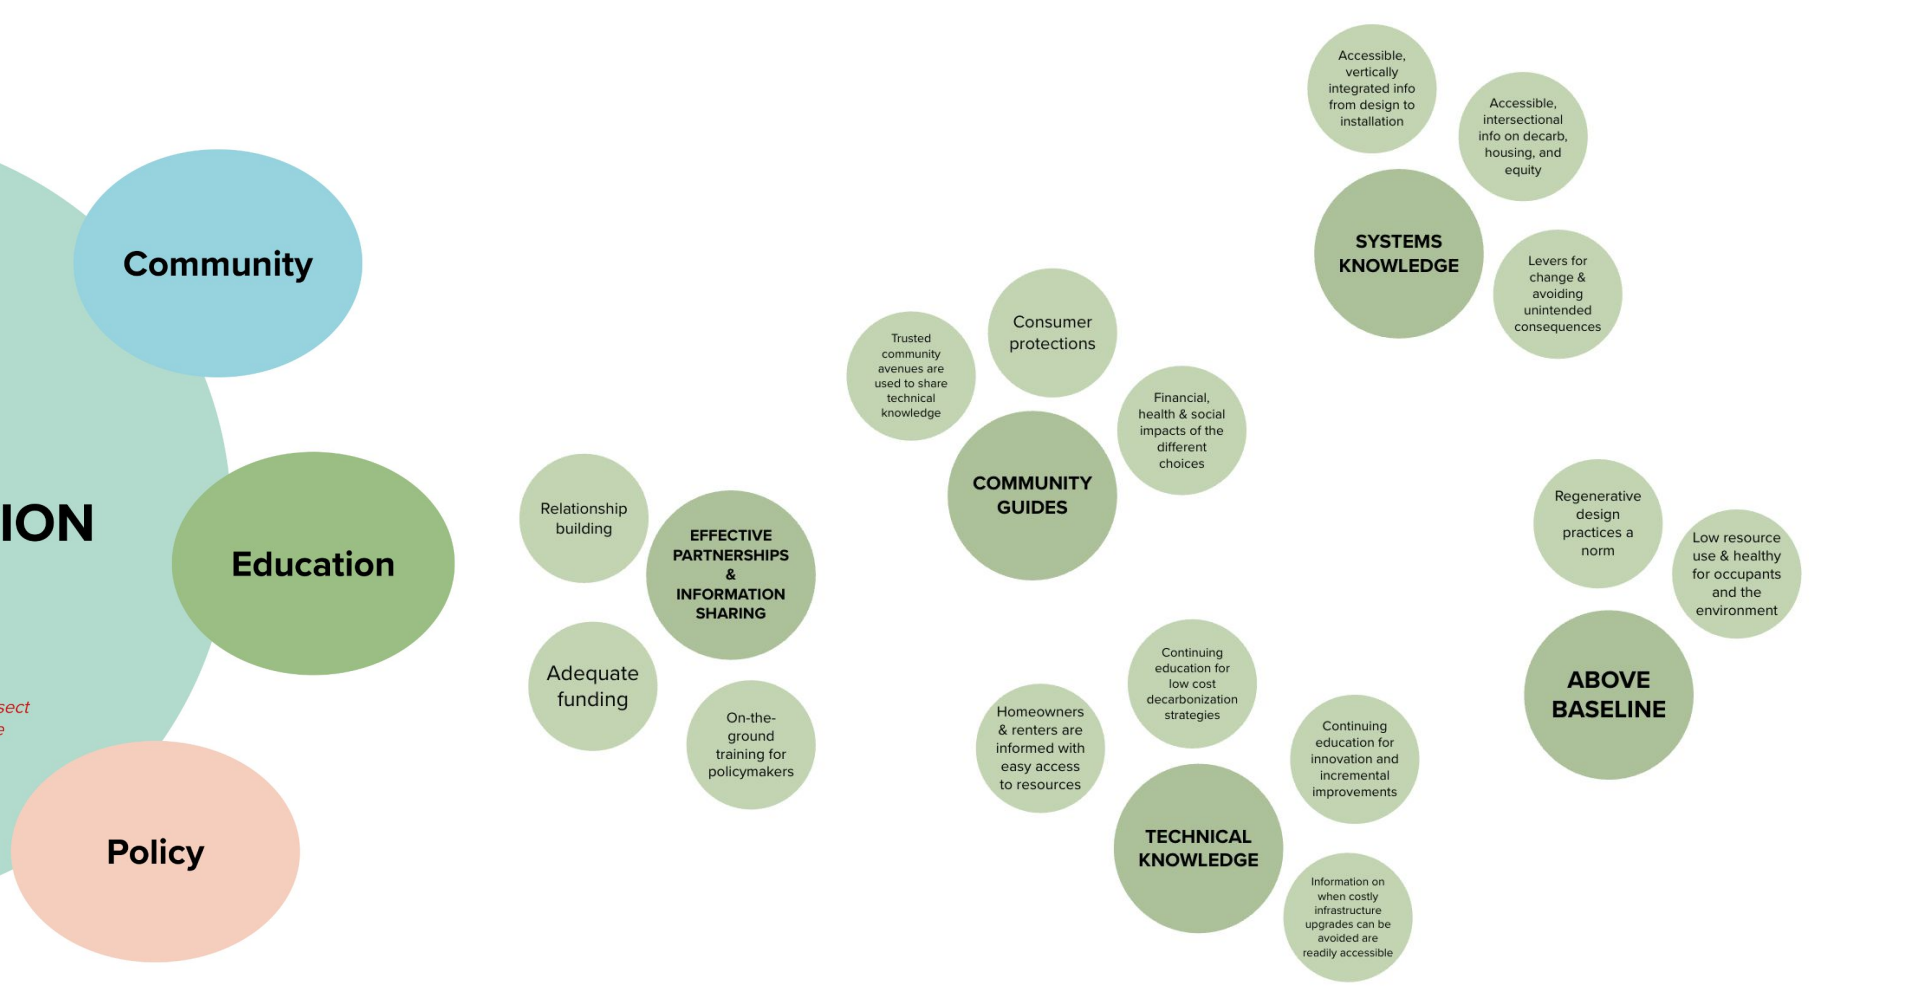 Community
Education
Policy
ION
sect
e
Relationship
building
EFFECTIVE
PARTNERSHIPS
&
INFORMATION
SHARING
Adequate
funding
On-the-
ground
training for
policymakers
Trusted
community
avenues are
used to share
technical
knowledge
Consumer
protections
Financial,
health & social
impacts of the
different
choices
COMMUNITY
GUIDES
Accessible,
vertically
integrated info
from design to
installation
Accessible,
intersectional
info on decarb,
housing, and
equity
SYSTEMS
KNOWLEDGE
Levers for
change &
avoiding
unintended
consequences
Homeowners
& renters are
informed with
easy access
to resources
Continuing
education for
low cost
decarbonization
strategies
Continuing
education for
innovation and
incremental
improvements
TECHNICAL
KNOWLEDGE
Information on
when costly
infrastructure
upgrades can be
avoided are
readily accessible
Regenerative
design
practices a
norm
Low resource
use & healthy
for occupants
and the
environment
ABOVE
BASELINE